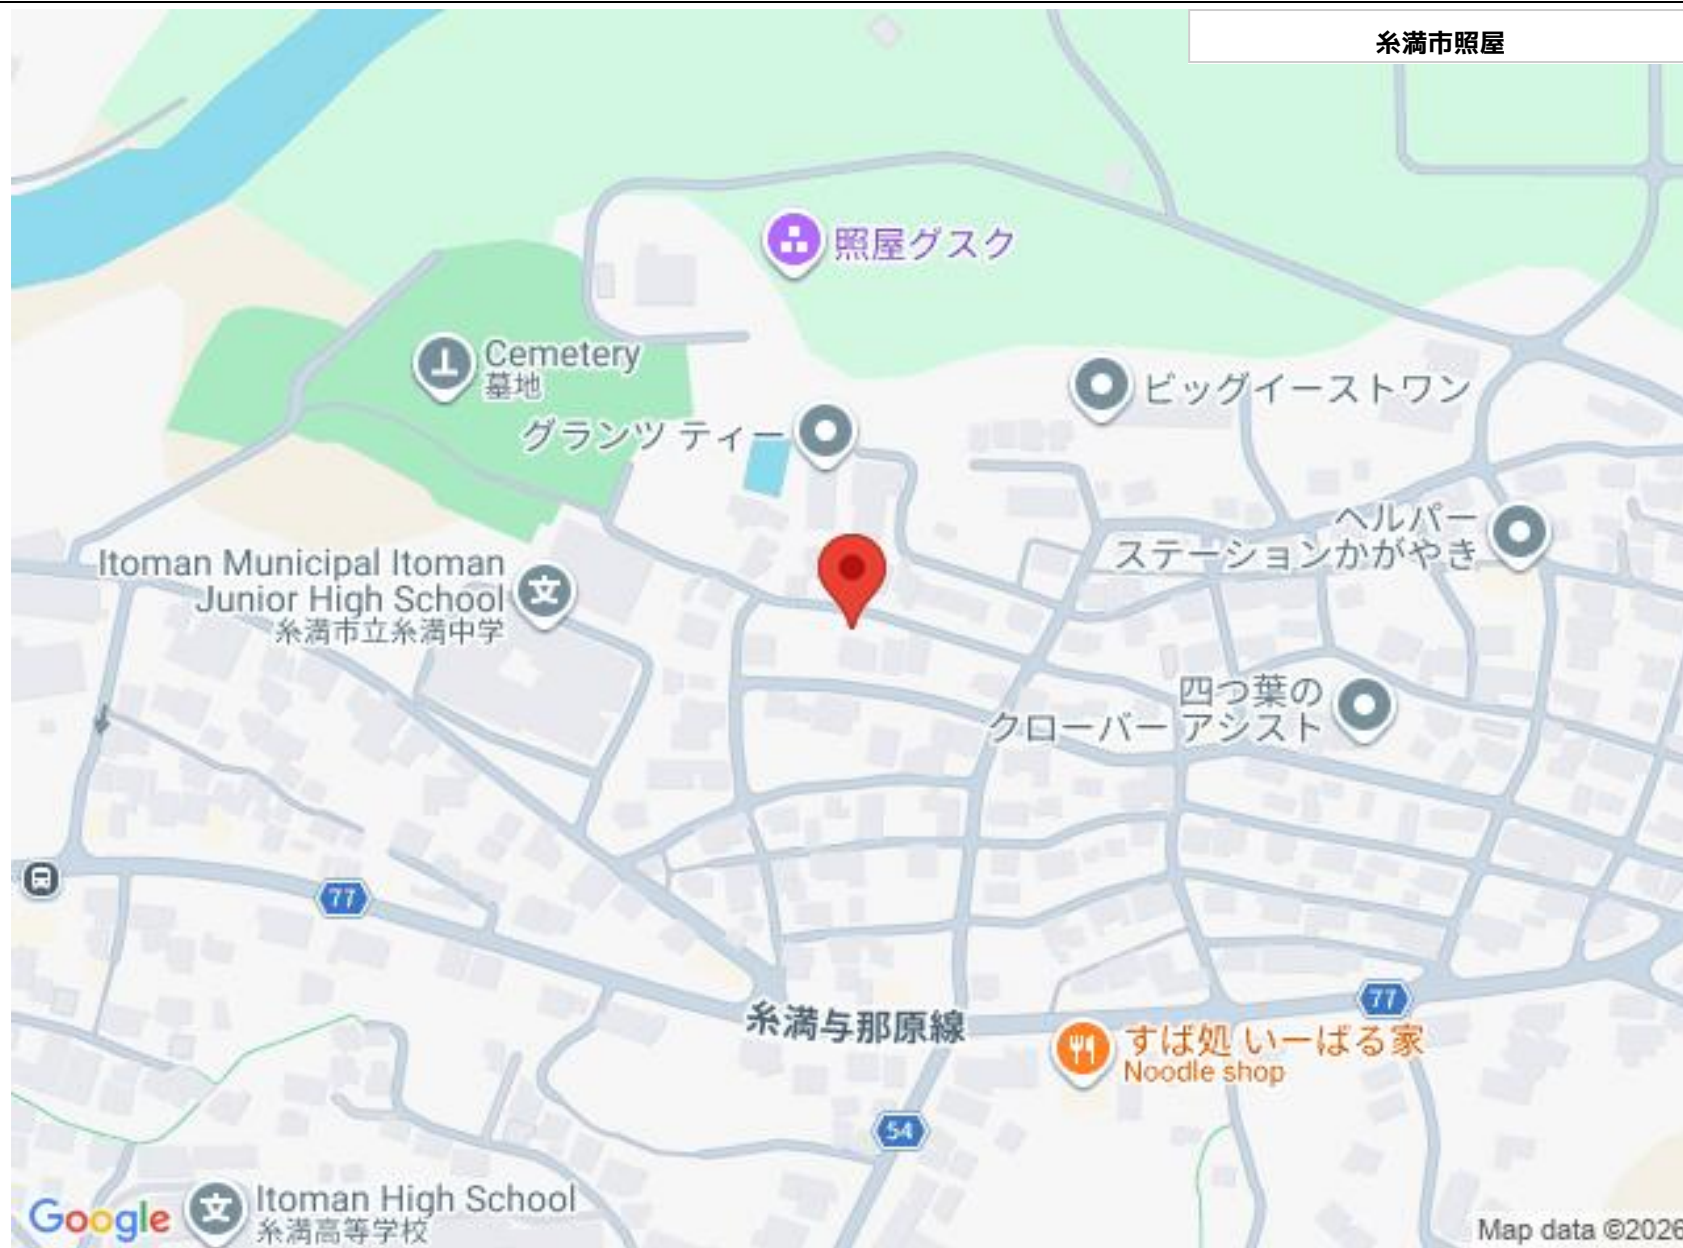 糸満市照屋
照屋グスク
Cemetery
墓地
ビッグイーストワン
グランツ ティー
ヘルパー
ステーションかがやき
Itoman Municipal Itoman
Junior High School
糸満市立糸満中学
四つ葉の
クローバー アシスト
77
77
糸満与那原線
すば処 いーばる家
Noodle shop
54
Itoman High School
糸満高等学校
Google
Map data ©2026